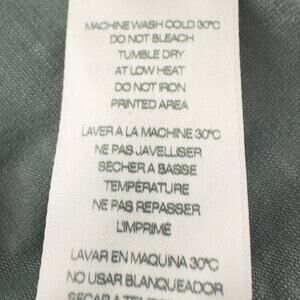 MACHINE WASH COLD 30°C
DO NOT BLEACH
TUMBLE DRY
AT LOW HEAT
DO NOT IRON
PRINTED AREA
LAVER A LA MACHINE 30°C
NE PAS JAVELLISER
SÉCHER A BASSE
TEMPÉRATURE
NE PAS REPASSER
L'IMPRIMÉ
LAVAR EN MAQUINA 30°C
NO USAR BLANQUEADOR
SECAR A